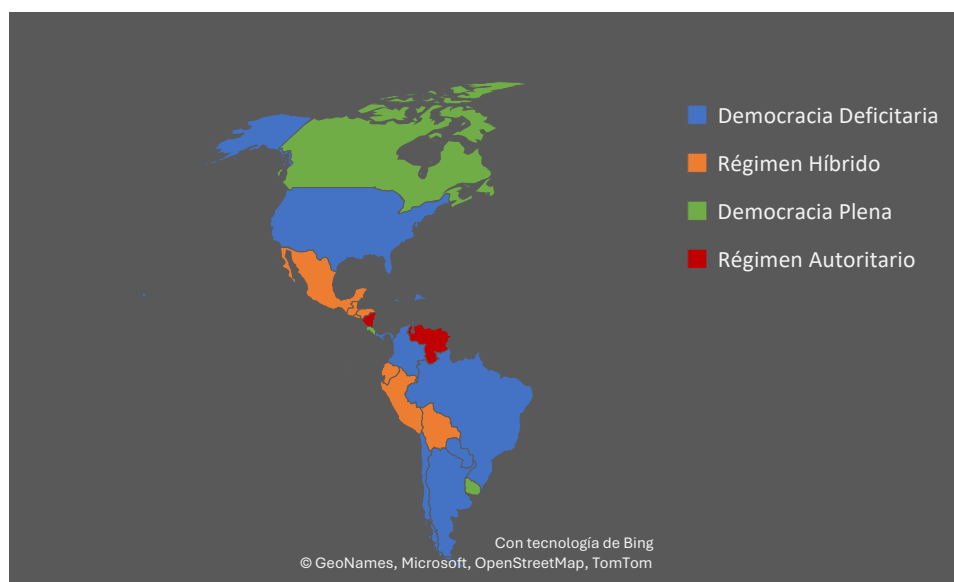 Democracia Deficitaria
Régimen Híbrido
Democracia Plena
Régimen Autoritario
Con tecnología de Bing
© GeoNames, Microsoft, OpenStreetMap, TomTom